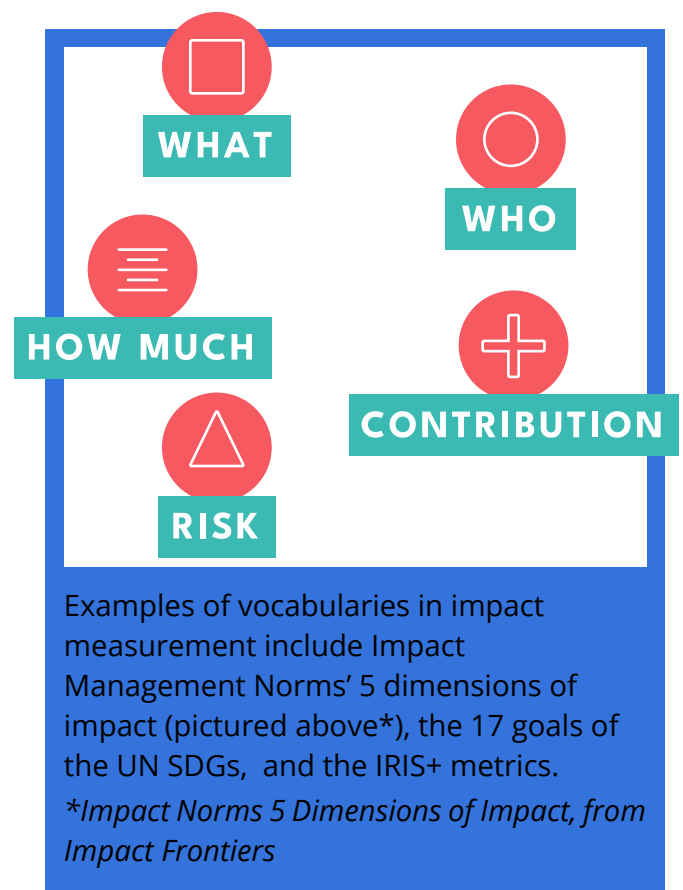 WHAT
WHO
HOW MUCH
CONTRIBUTION
RISK
Examples of vocabularies in impact
measurement include Impact
Management Norms’ 5 dimensions of
impact (pictured above*), the 17 goals of
the UN SDGs,  and the IRIS+ metrics.
*Impact Norms 5 Dimensions of Impact, from
Impact Frontiers